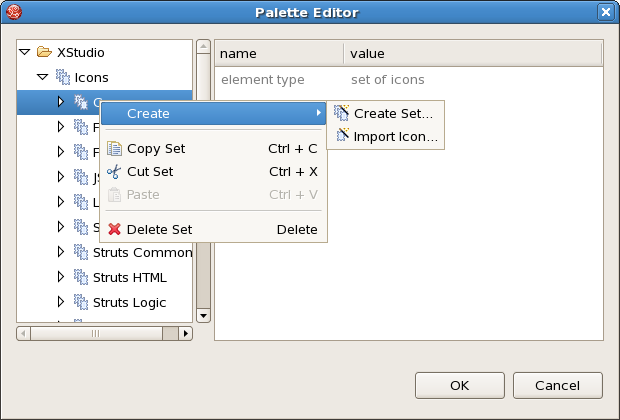 Palette Editor
XStudio
Icons
Struts Common
Struts HTML
Struts Logic
name value
element type set of icons
Create
Copy Set Ctrl + C
Cut Set Ctrl + X
Paste Ctrl + V
Delete Set Delete
Create Set...
Import Icon...
OK Cancel